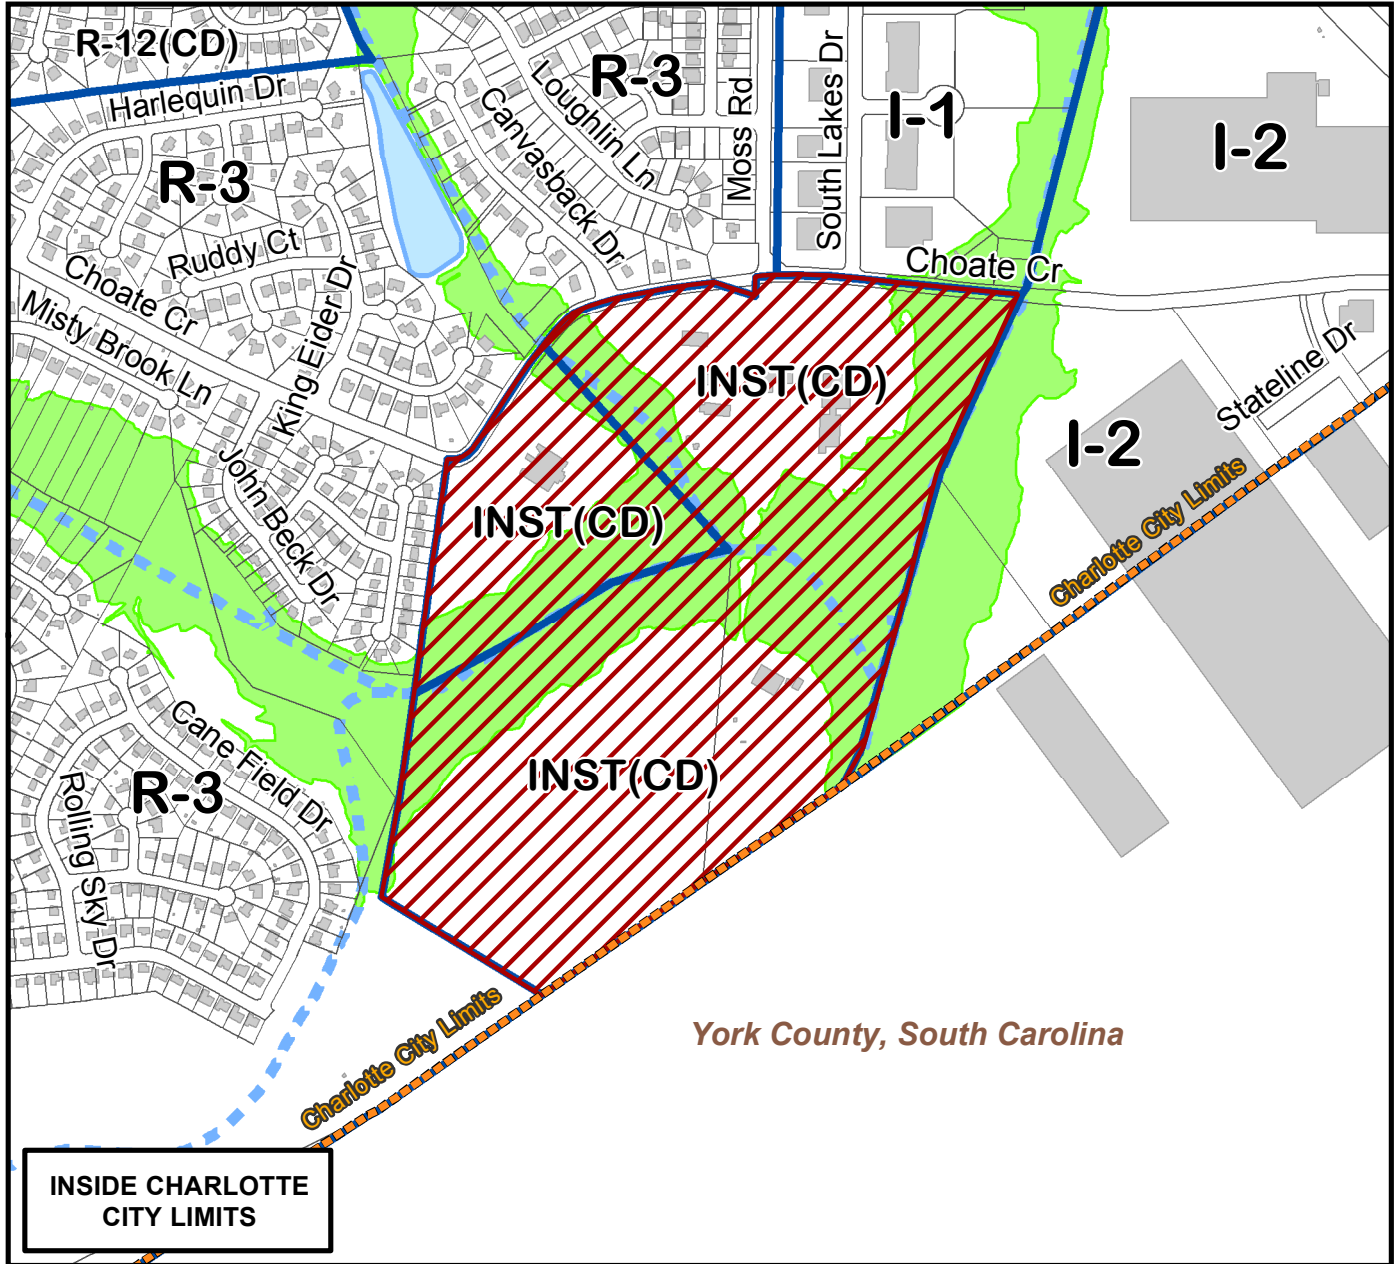 R-12(CD)
Harlequin Dr
R-3
Loughlin Ln
Canvasback Dr
R-3
Moss Rd
South Lakes Dr
I-1
I-2
Choate Cr
Ruddy Ct
Choate Cr
Misty Brook Ln
King Eider Dr
John Beck Dr
INST(CD)
INST(CD)
INST(CD)
Stateline Dr
I-2
Charlotte City Limits
Cane Field Dr
R-3
Rolling Sky Dr
Charlotte City Limits
York County, South Carolina
INSIDE CHARLOTTE
CITY LIMITS